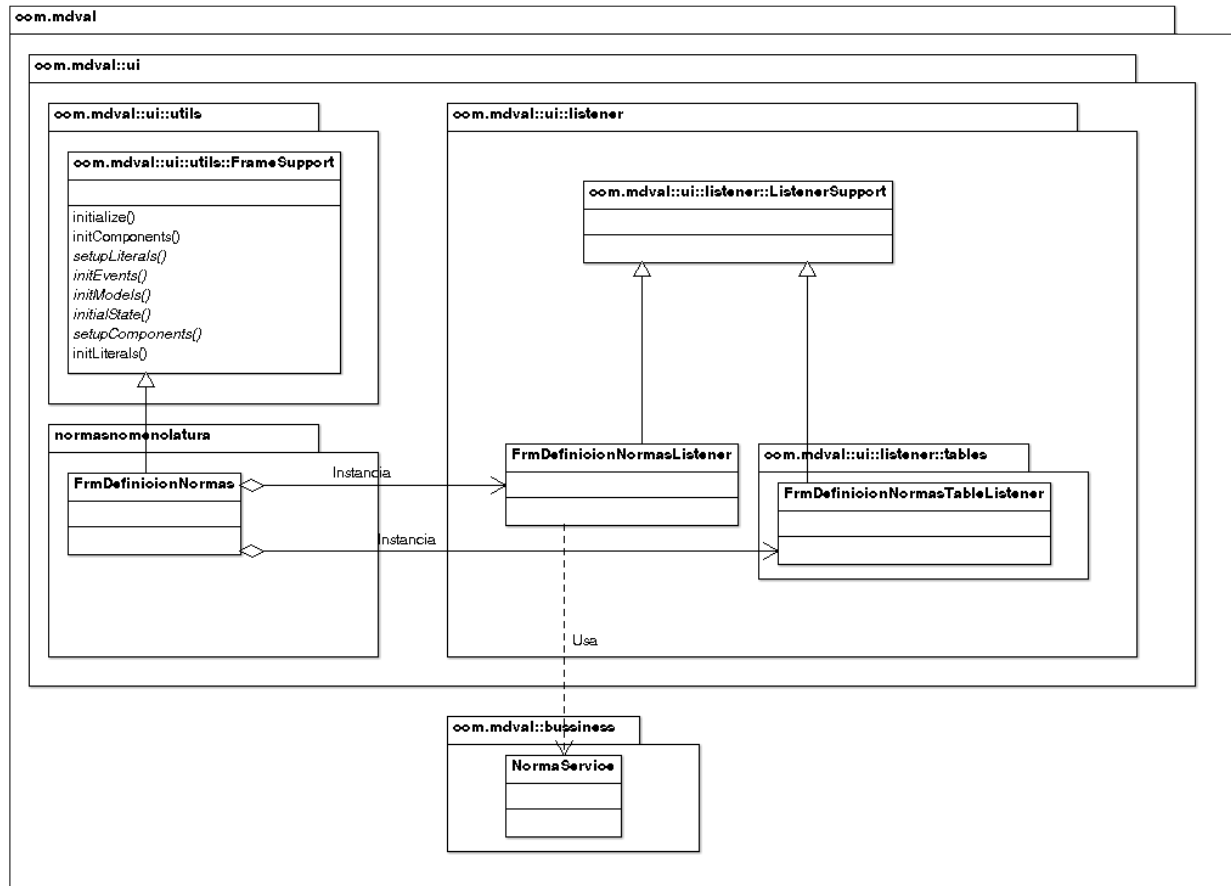 com.mdval
com.mdval::ui
com.mdval::ui::utils
com.mdval::ui::utils::FrameSupport
initialize()
initComponents()
setupLiterals()
initEvents()
initModels()
initialState()
setupComponents()
initLiterals()
com.mdval::ui::listener
com.mdval::ui::listener::ListenerSupport
normasnomenolatura
FrmDefinicionNormas
Instancia
Instancia
FrmDefinicionNormasListener
com.mdval::ui::listener::tables
FrmDefinicionNormasTableListener
Usa
com.mdval::bussiness
NormaService